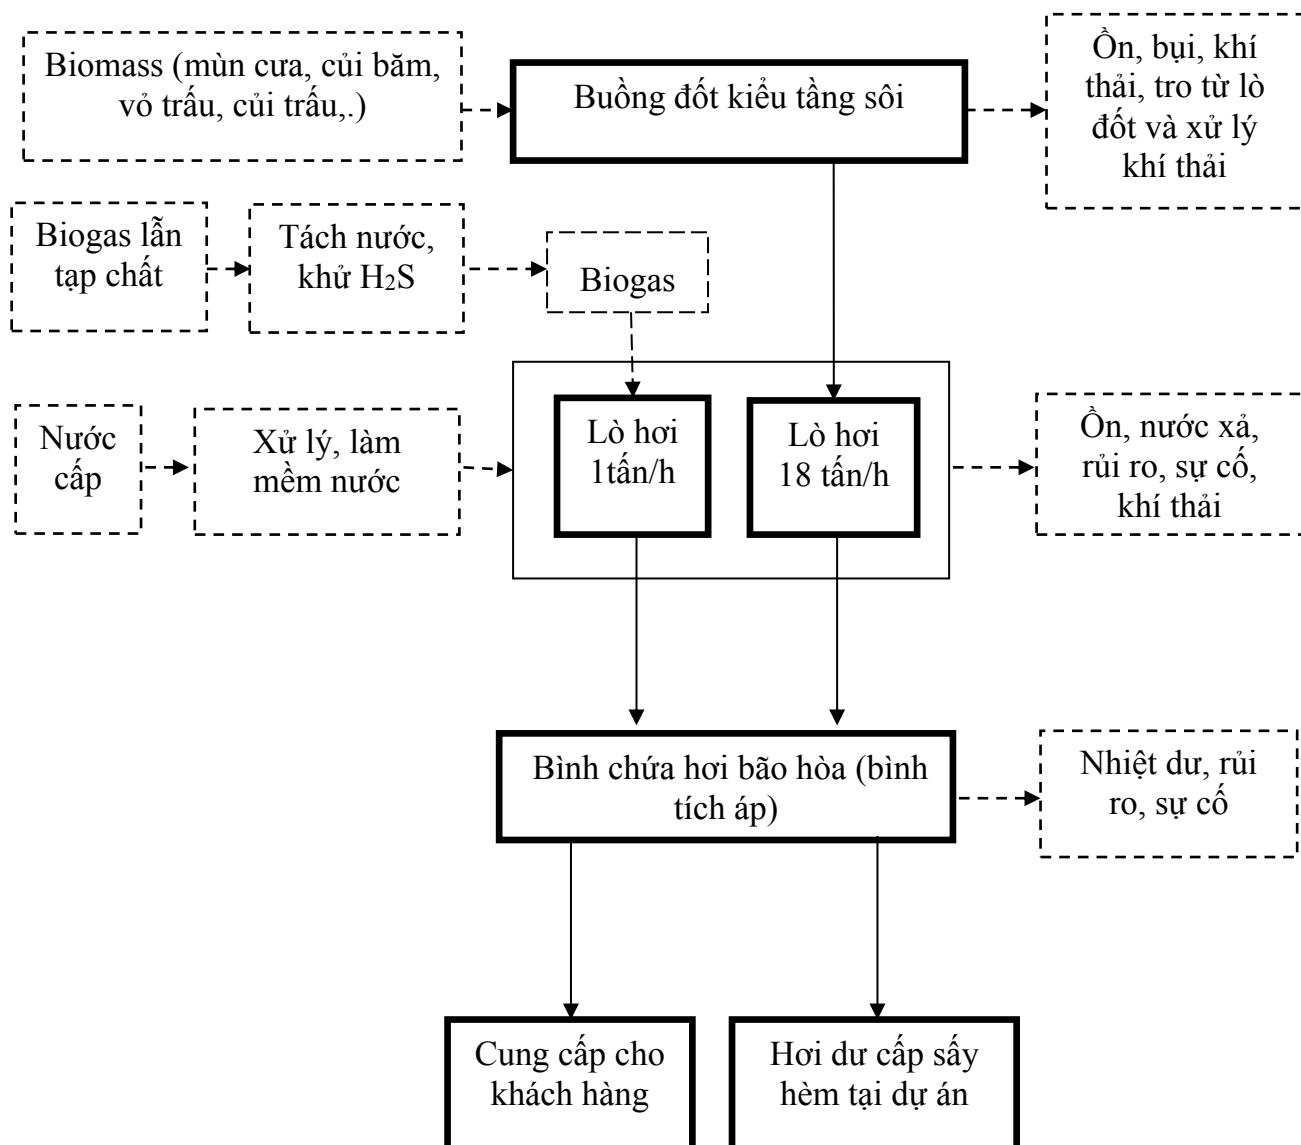 Biomass (mùn cưa, củi băm,
vỏ trấu, củi trấu,.)
Buồng đốt kiểu tầng sôi
Ồn, bụi, khí
thải, tro từ lò
đốt và xử lý
khí thải
Biogas lẫn
tạp chất
Tách nước,
khử H₂S
Biogas
Nước
cấp
Xử lý, làm
mềm nước
Lò hơi
1tấn/h
Lò hơi
18 tấn/h
Ồn, nước xả,
rủi ro, sự cố,
khí thải
Bình chứa hơi bão hòa (bình
tích áp)
Nhiệt dư, rủi
ro, sự cố
Cung cấp cho
khách hàng
Hơi dư cấp sấy
hèm tại dự án